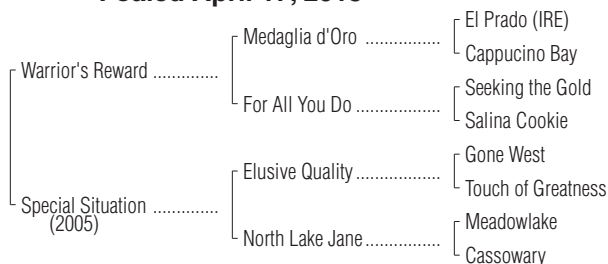 El Prado (IRE)
Medaglia d'Oro ................
Cappucino Bay
Warrior's Reward ..............
Seeking the Gold
For All You Do ..................
Salina Cookie
Gone West
Elusive Quality ..................
Touch of Greatness
Special Situation ..............
(2005)
Meadowlake
North Lake Jane................
Cassowary